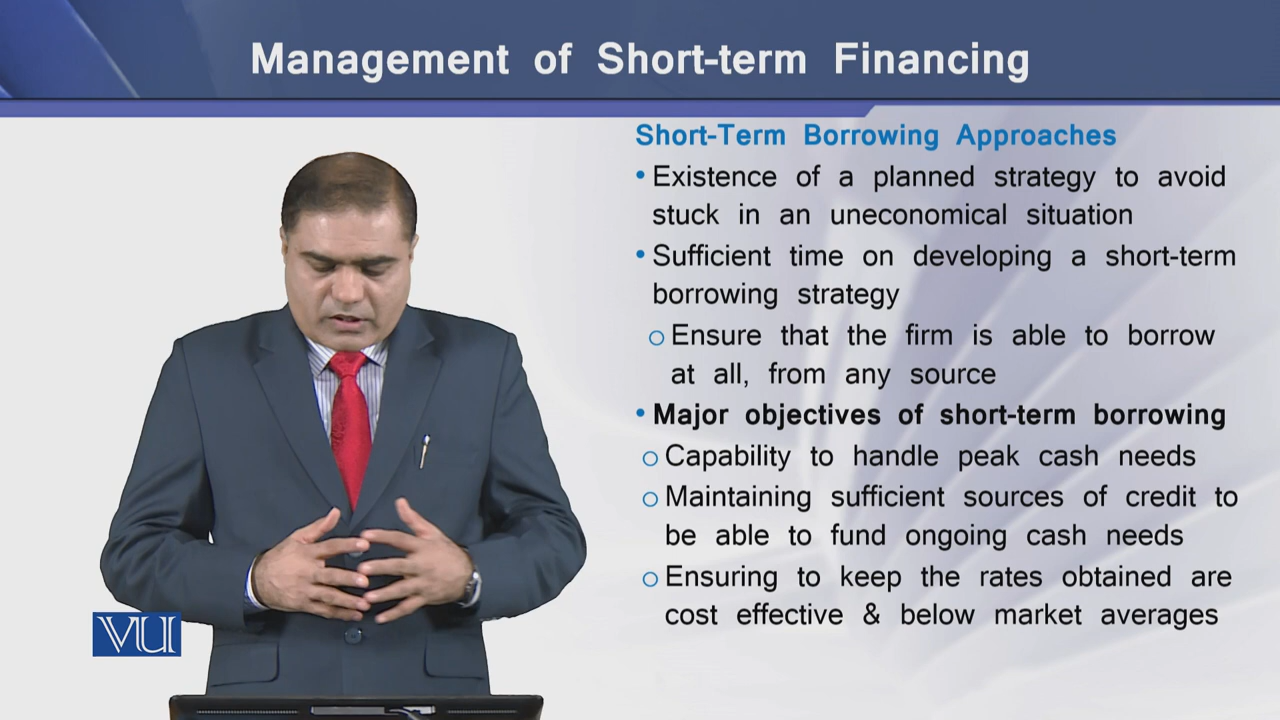 Management of Short-term Financing
Short-Term Borrowing Approaches
• Existence of a planned strategy to avoid
stuck in an uneconomical situation
• Sufficient time on developing a short-term
borrowing strategy
o Ensure that the firm is able to borrow
at all, from any source
• Major objectives of short-term borrowing
o Capability to handle peak cash needs
o Maintaining sufficient sources of credit to
be able to fund ongoing cash needs
o Ensuring to keep the rates obtained are
cost effective & below market averages
VU